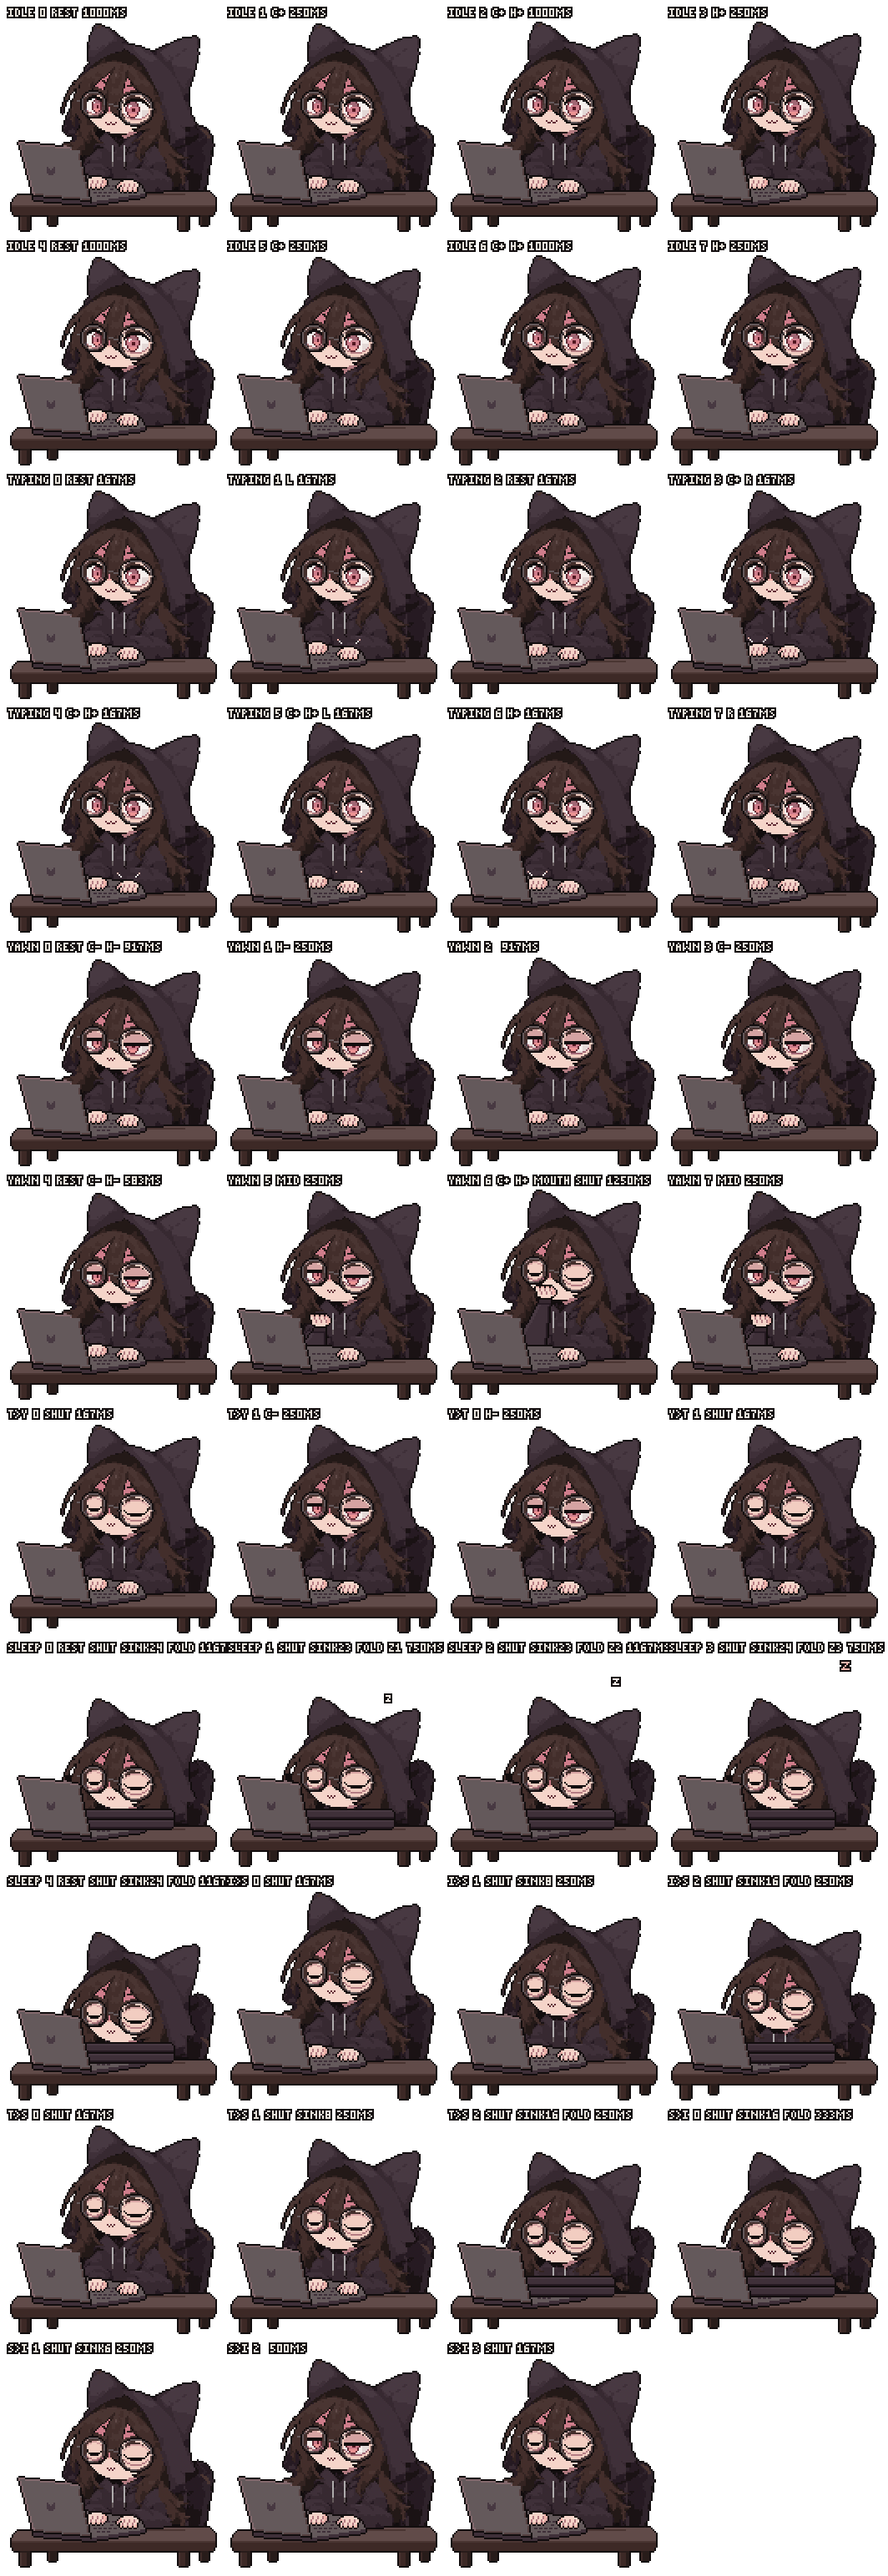 IDLE 0 REST 1000MS
IDLE 1 C+ 250MS
IDLE 2 C+ H+ 1000MS
IDLE 3 H+ 250MS
IDLE 4 REST 1000MS
IDLE 5 C+ 250MS
IDLE 6 C+ H+ 1000MS
IDLE 7 H+ 250MS
TYPING 0 REST 167MS
TYPING 1 L 167MS
TYPING 2 REST 167MS
TYPING 3 C+ R 167MS
TYPING 4 C+ H+ 167MS
TYPING 5 C+ H+ L 167MS
TYPING 6 H+ 167MS
TYPING 7 R 167MS
YAWN 0 REST C- H- 917MS
YAWN 1 H- 250MS
YAWN 2 917MS
YAWN 3 C- 250MS
YAWN 4 REST C- H- 583MS
YAWN 5 MID 250MS
YAWN 6 C+ H+ MOUTH SHUT 1250MS
YAWN 7 MID 250MS
T>Y 0 SHUT 167MS
T>Y 1 C- 250MS
Y>T 0 H- 250MS
Y>T 1 SHUT 167MS
SLEEP 0 REST SHUT SINK24 FOLD 1167
SLEEP 1 SHUT SINK23 FOLD Z1 750MS
SLEEP 2 SHUT SINK23 FOLD Z2 1167MS
SLEEP 3 SHUT SINK24 FOLD Z3 750MS
Z
Z
Z
SLEEP 4 REST SHUT SINK24 FOLD 1167
I>S 0 SHUT 167MS
I>S 1 SHUT SINK8 250MS
I>S 2 SHUT SINK16 FOLD 250MS
T>S 0 SHUT 167MS
T>S 1 SHUT SINK8 250MS
T>S 2 SHUT SINK16 FOLD 250MS
S>I 0 SHUT SINK16 FOLD 333MS
S>I 1 SHUT SINK6 250MS
S>I 2 500MS
S>I 3 SHUT 167MS